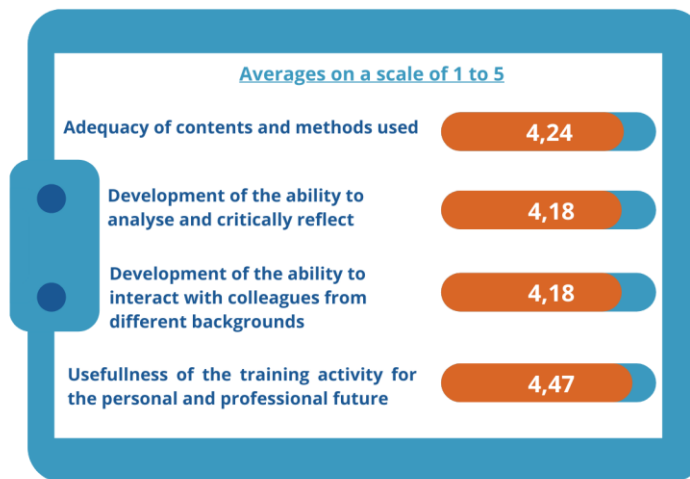 Averages on a scale of 1 to 5
Adequacy of contents and methods used
4,24
Development of the ability to
analyse and critically reflect
4,18
Development of the ability to
interact with colleagues from
different backgrounds
4,18
Usefullness of the training activity for
the personal and professional future
4,47